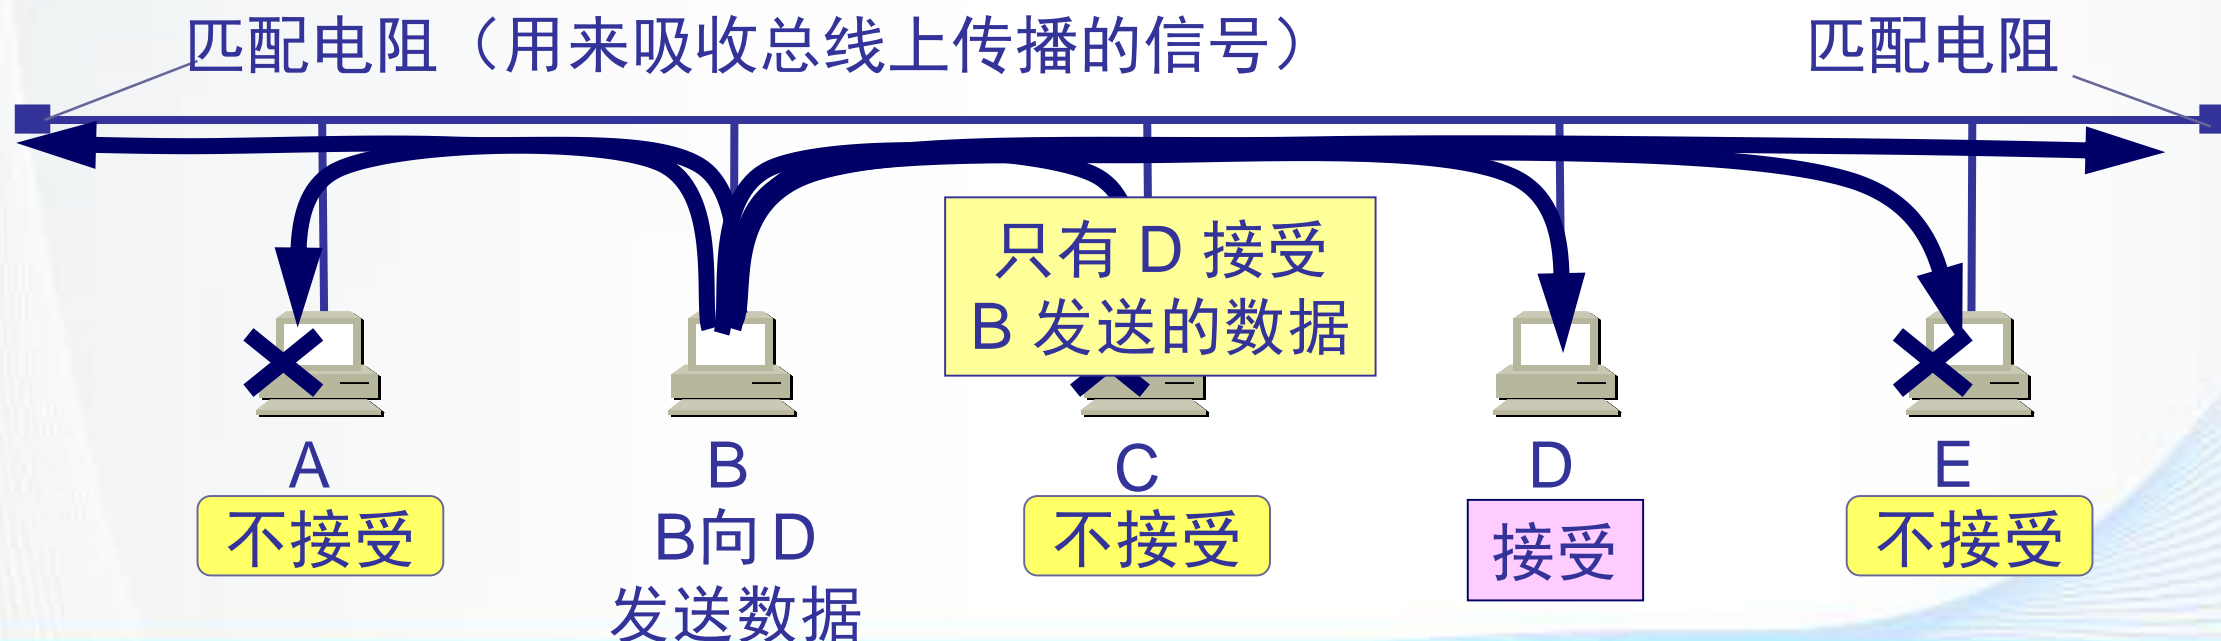 匹配电阻（用来吸收总线上传播的信号）
匹配电阻
只有 D 接受
B 发送的数据
A
B
C
D
E
不接受
B向 D
发送数据
不接受
接受
不接受